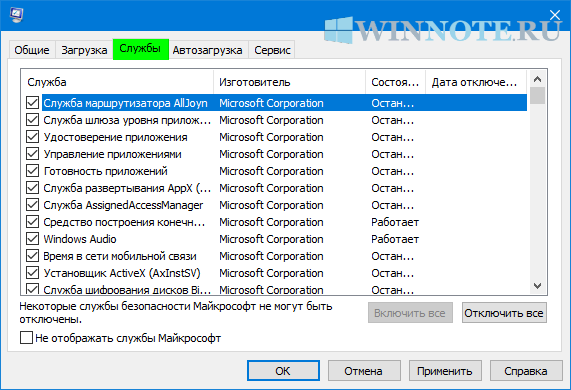 WINNOTE.RU
Общие Загрузка Службы Автозагрузка Сервис
Служба Изготовитель Состоя... Дата отключе...
Служба маршрутизатора AllJoyn Microsoft Corporation Остан...
Служба шлюза уровня прилож... Microsoft Corporation Остан...
Удостоверение приложения Microsoft Corporation Остан...
Управление приложениями Microsoft Corporation Остан...
Готовность приложений Microsoft Corporation Остан...
Служба развертывания AppX (... Microsoft Corporation Остан...
Служба AssignedAccessManager Microsoft Corporation Остан...
Средство построения конечн... Microsoft Corporation Работает
Windows Audio Microsoft Corporation Работает
Время в сети мобильной связи Microsoft Corporation Остан...
Установщик ActiveX (AxInstSV) Microsoft Corporation Остан...
Служба шифрования дисков Bi... Microsoft Corporation Остан...
Некоторые службы безопасности Майкрософт не могут быть
отключены.
Включить все Отключить все
Не отображать службы Майкрософт
ОК Отмена Применить Справка